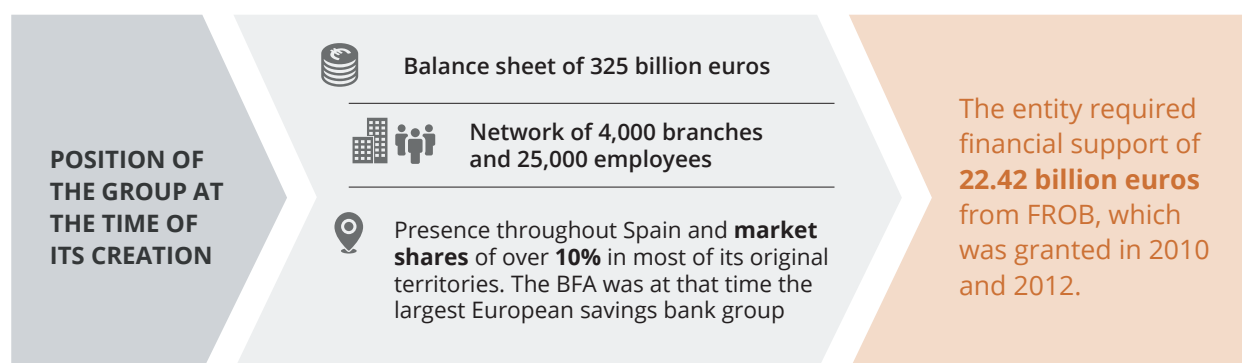 POSITION OF
THE GROUP AT
THE TIME OF
ITS CREATION
Balance sheet of 325 billion euros
Network of 4,000 branches
and 25,000 employees
Presence throughout Spain and market
shares of over 10% in most of its original
territories. The BFA was at that time the
largest European savings bank group
The entity required
financial support of
22.42 billion euros
from FROB, which
was granted in 2010
and 2012.